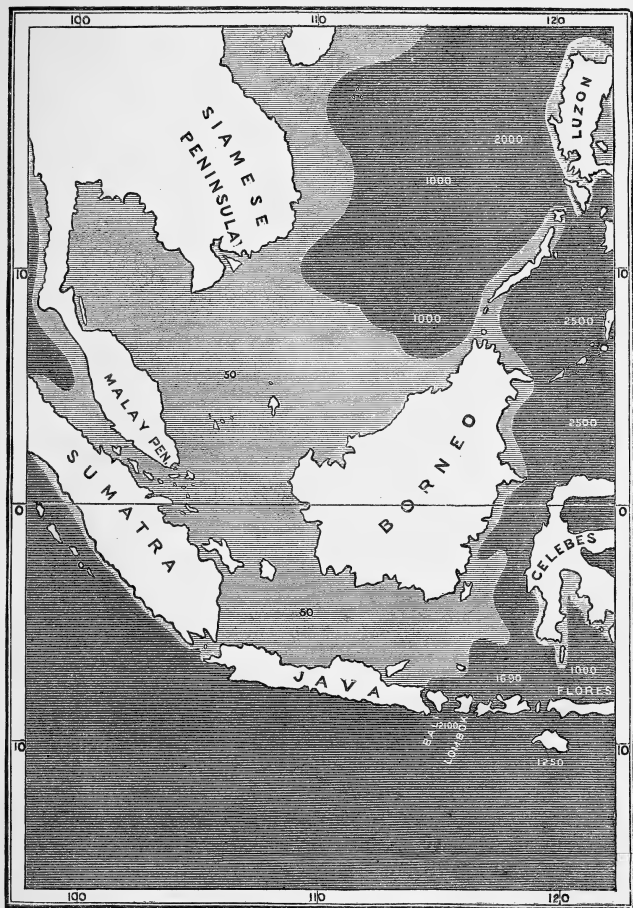 100 110 120
LUZON
SIAMESE
PENINSULA
2000
1000
10 10
1000
2500
50
MALAY PEN.
2500
BORNEO
SUMATRA
0 0
CELEBES
50
1000
JAVA
1600
FLORES
BALI
2100
LOMBOK
10 10
1250
100 110 120